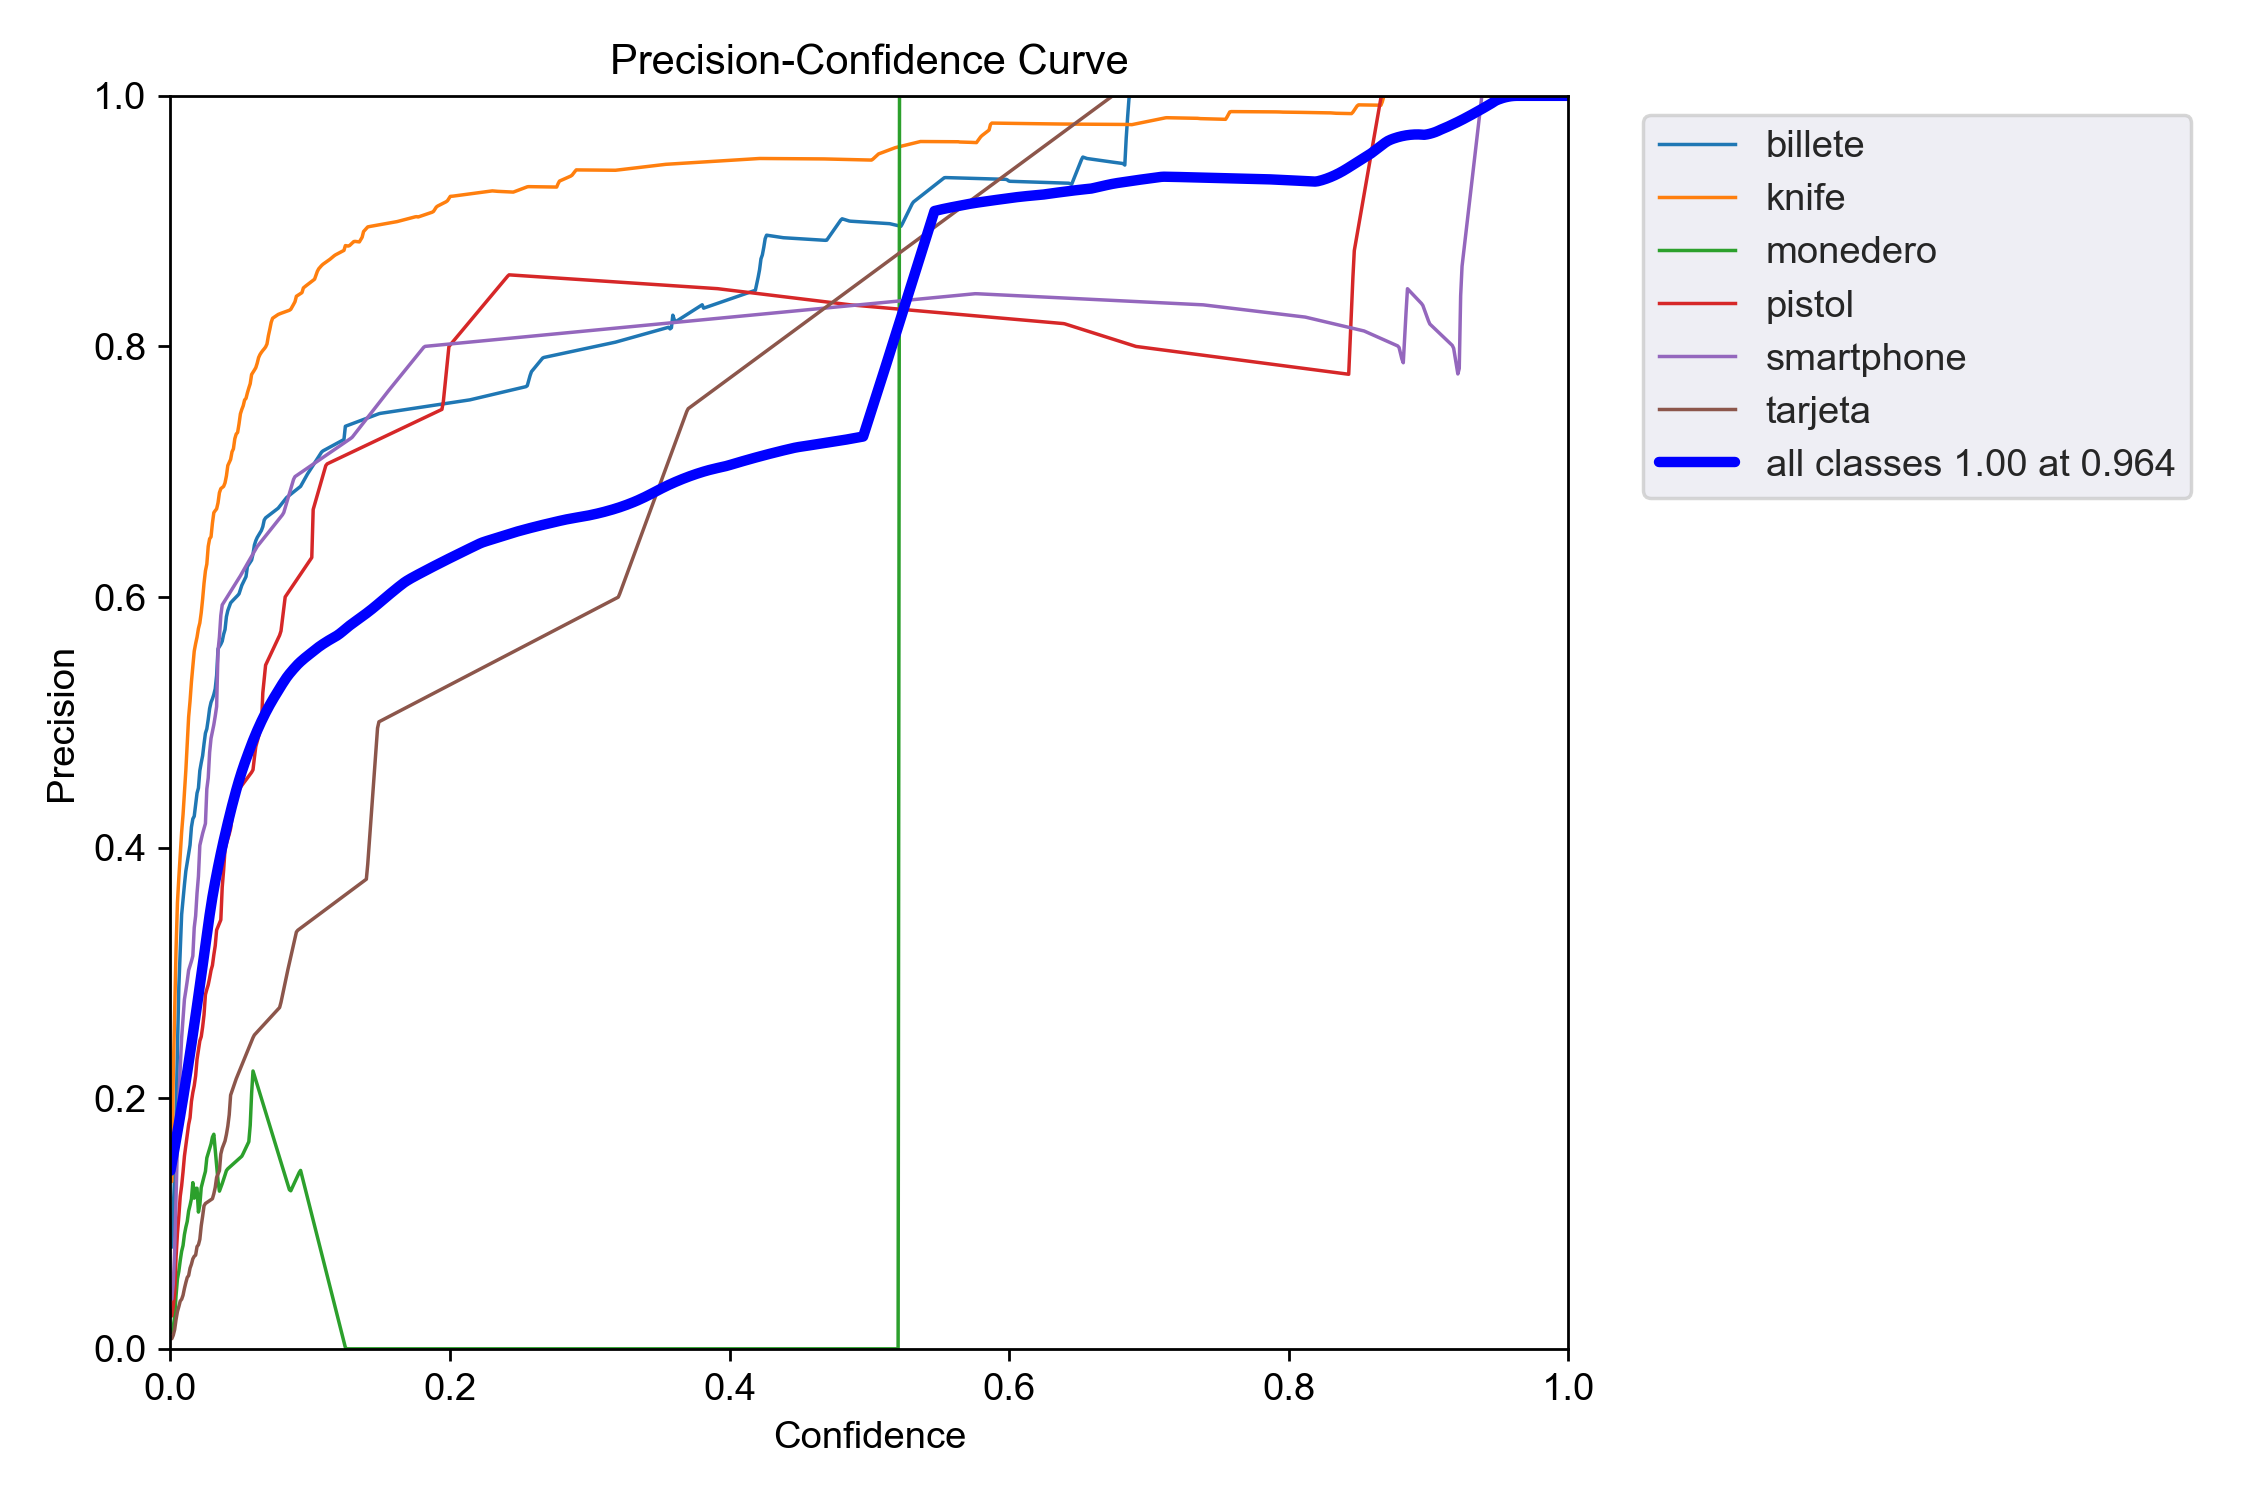 Precision-Confidence Curve
1.0
0.8
0.6
0.4
0.2
0.0
Precision
0.0 0.2 0.4 0.6 0.8 1.0
Confidence
billete
knife
monedero
pistol
smartphone
tarjeta
all classes 1.00 at 0.964